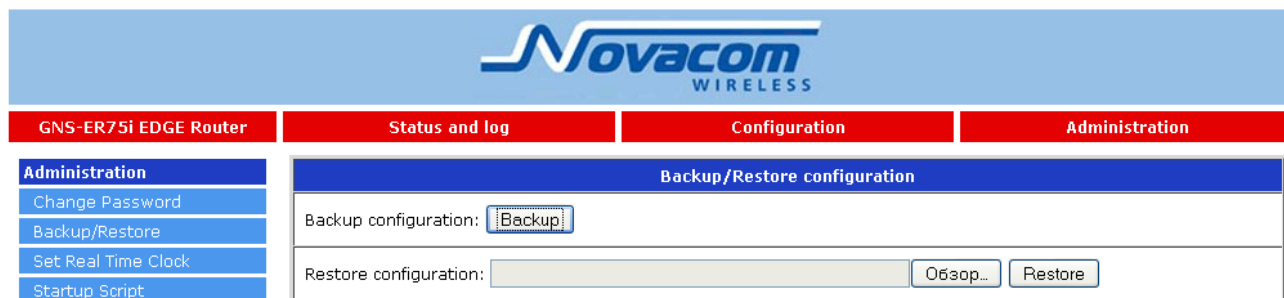 Novacom
WIRELESS
GNS-ER75i EDGE Router Status and log Configuration Administration
Administration
Change Password
Backup/Restore
Set Real Time Clock
Startup Script
Backup/Restore configuration
Backup configuration: Backup
Restore configuration: Обзор... Restore